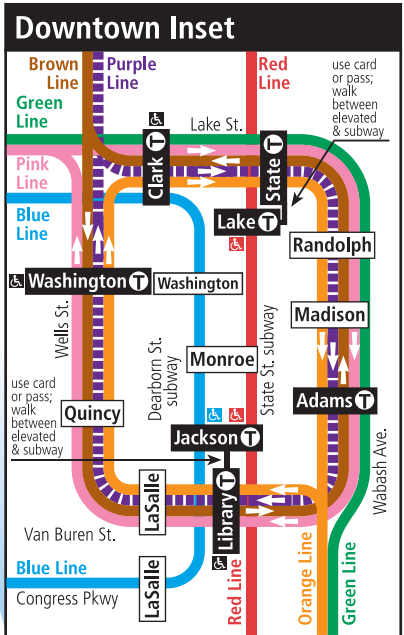 Downtown Inset
Brown
Line
Purple
Line
Red
Line
use card
or pass;
walk
between
elevated
& subway
Green
Line
Lake St.
Pink
Line
Clark T
State T
Blue
Line
Lake T
Randolph
Washington T
Washington
Madison
Wells St.
Dearborn St.
subway
Monroe
State St. subway
use card
or pass;
walk
between
elevated
& subway
Quincy
Adams T
Jackson T
Wabash Ave.
LaSalle
Library T
Van Buren St.
Blue Line
Congress Pkwy
LaSalle
Red Line
Orange Line
Green Line